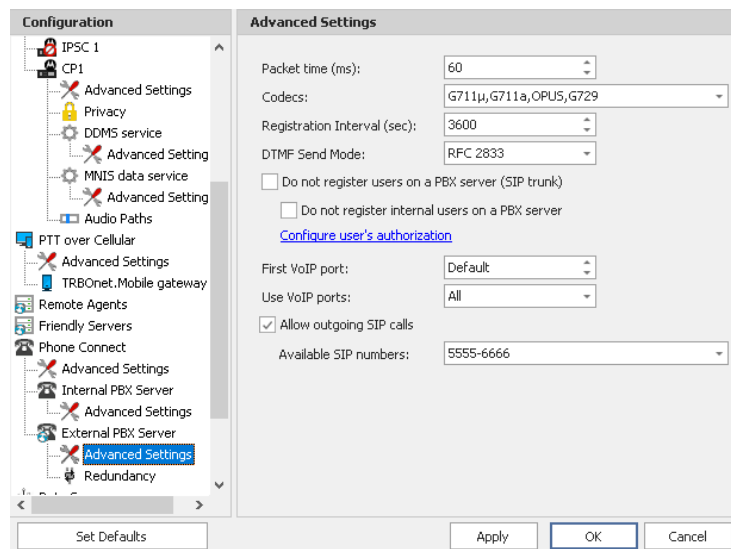 Configuration
IPSC 1
CP1
Advanced Settings
Privacy
DDMS service
Advanced Setting
MNIS data service
Advanced Setting
Audio Paths
PTT over Cellular
Advanced Settings
TRBOnet.Mobile gateway
Remote Agents
Friendly Servers
Phone Connect
Advanced Settings
Internal PBX Server
Advanced Settings
External PBX Server
Advanced Settings
Redundancy
Set Defaults
Advanced Settings
Packet time (ms): 60
Codecs: G711µ,G711a,OPUS,G729
Registration Interval (sec): 3600
DTMF Send Mode: RFC 2833
Do not register users on a PBX server (SIP trunk)
Do not register internal users on a PBX server
Configure user's authorization
First VoIP port: Default
Use VoIP ports: All
Allow outgoing SIP calls
Available SIP numbers: 5555-6666
Apply OK Cancel